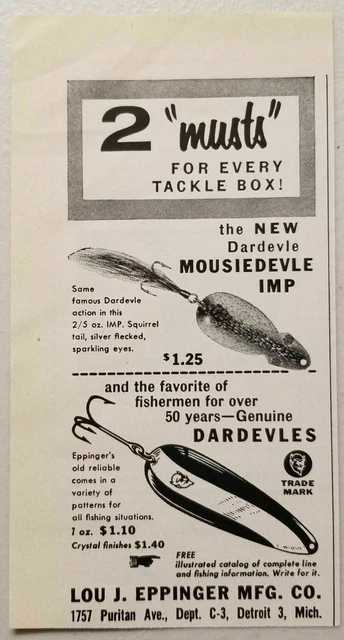 2 "musts"
FOR EVERY
TACKLE BOX!
the NEW
Dardevle
MOUSIEDEVLE
IMP
Same
famous Dardevle
action in this
2/5 oz. IMP. Squirrel
tail, silver flecked,
sparkling eyes.
$1.25
and the favorite of
fishermen for over
50 years—Genuine
DARDEVLES
Eppinger's
old reliable
comes in a
variety of
patterns for
all fishing situations.
1 oz. $1.10
Crystal finishes $1.40
TRADE
MARK
FREE
illustrated catalog of complete line
and fishing information. Write for it.
LOU J. EPPINGER MFG. CO.
1757 Puritan Ave., Dept. C-3, Detroit 3, Mich.